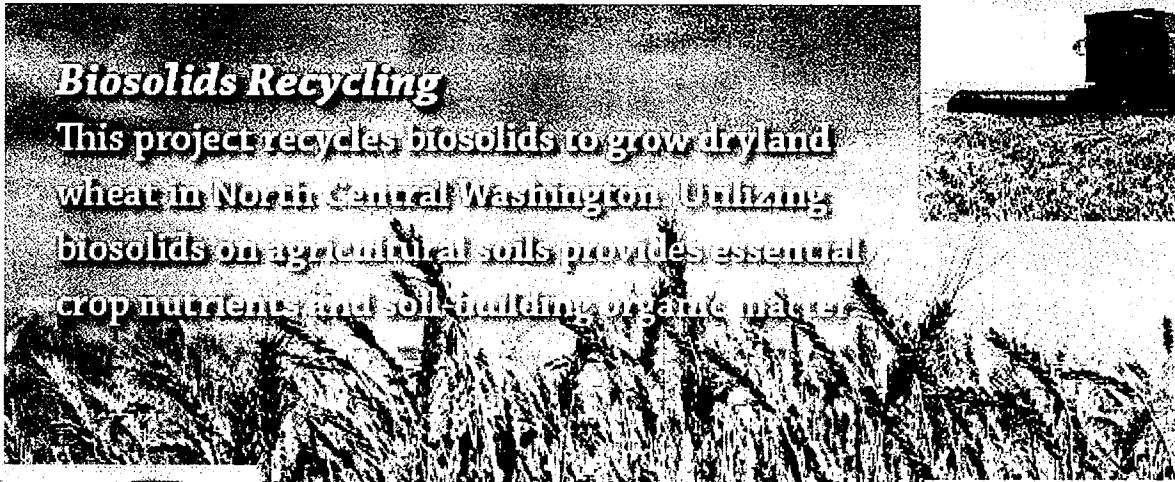 Biosolids Recycling
This project recycles biosolids to grow dryland
wheat in North Central Washington. Utilizing
biosolids on agricultural soils provides essential
crop nutrients and soil-building organic matter